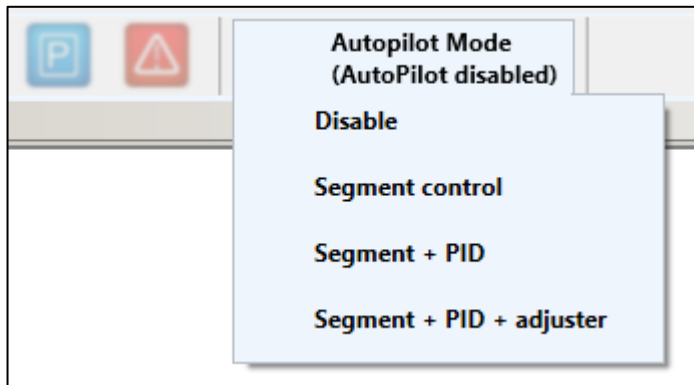 P
Autopilot Mode
(AutoPilot disabled)
Disable
Segment control
Segment + PID
Segment + PID + adjuster